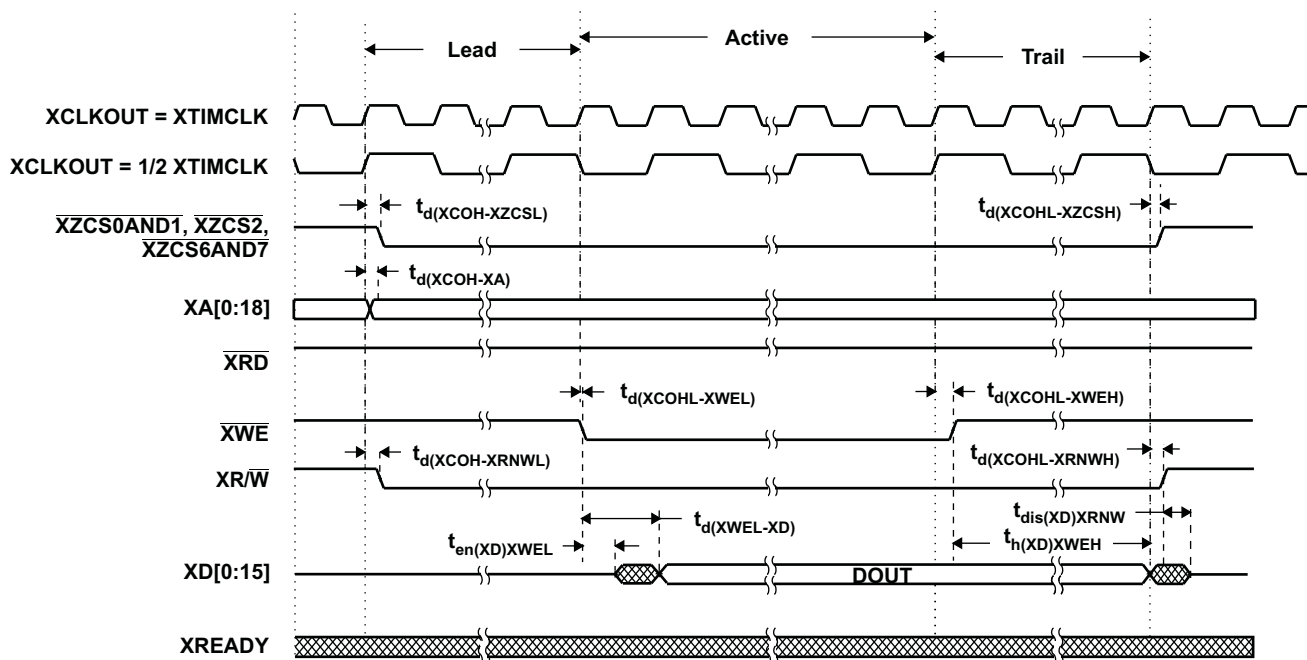 Lead
Active
Trail
XCLKOUT = XTIMCLK
XCLKOUT = 1/2 XTIMCLK
td(XCOH-XZCSL)
td(XCOHL-XZCSH)
XZCS0AND1, XZCS2,
XZCS6AND7
td(XCOH-XA)
XA[0:18]
XRD
td(XCOHL-XWEL)
td(XCOHL-XWEH)
XWE
td(XCOH-XRNWL)
td(XCOHL-XRNWH)
XR/W
td(XWEL-XD)
tdis(XD)XRNW
ten(XD)XWEL
th(XD)XWEH
XD[0:15]
DOUT
XREADY